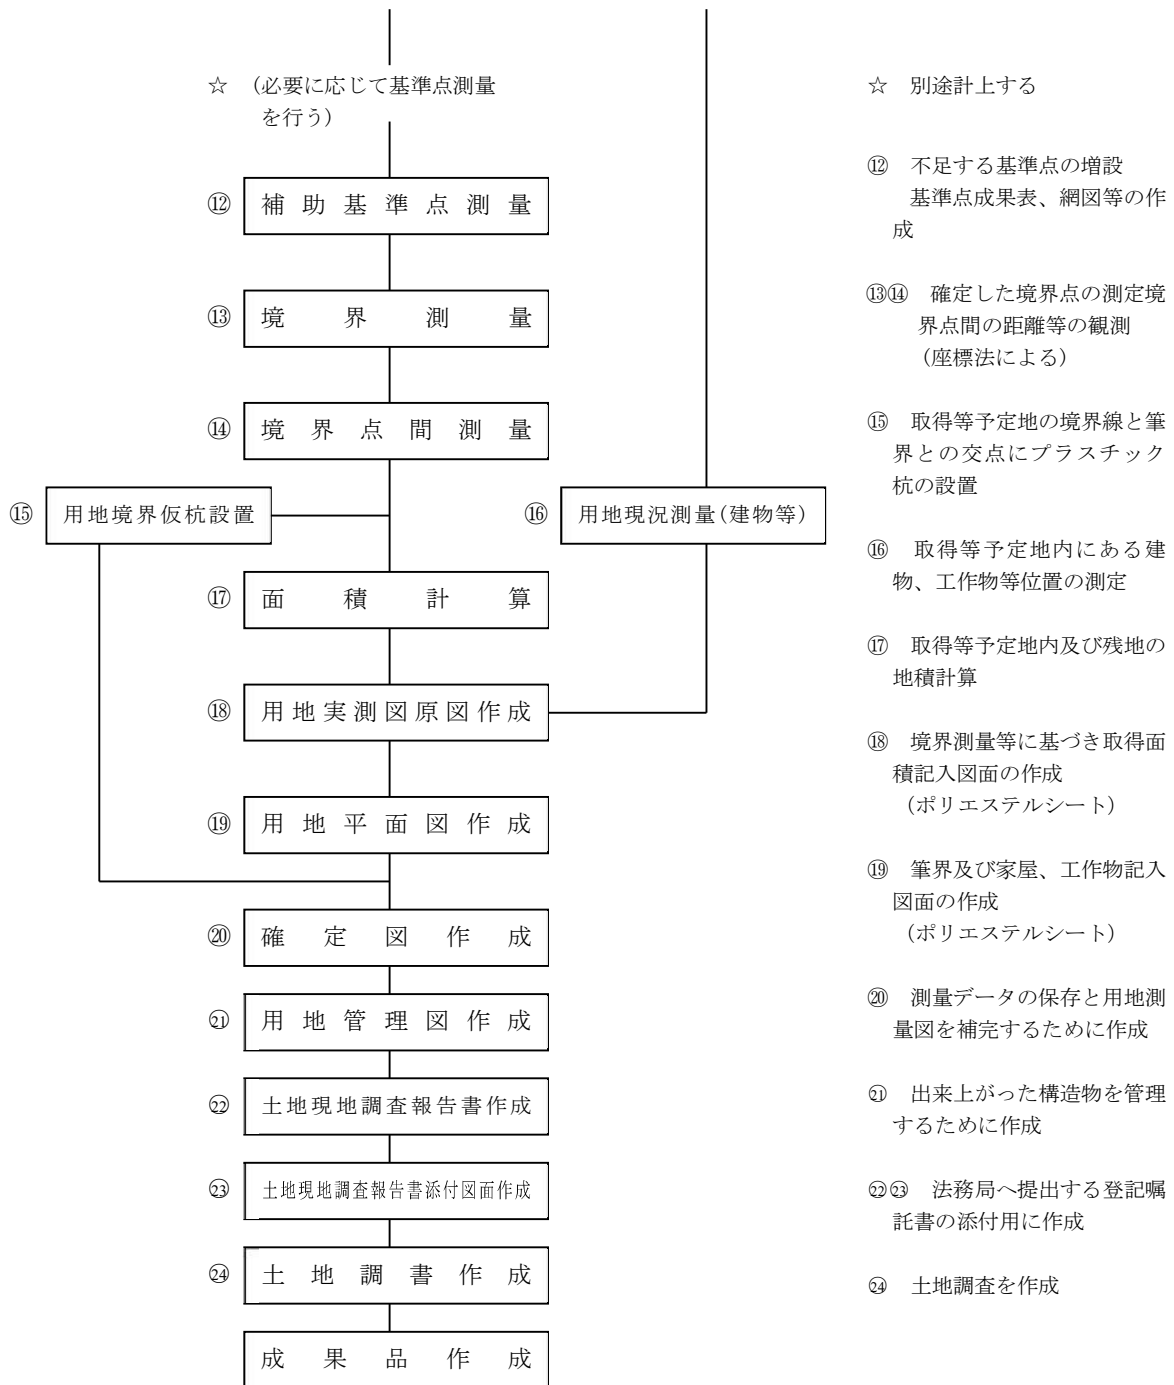 ☆　(必要に応じて基準点測量
を行う)
⑫ 補助基準点測量
⑬ 境界測量
⑭ 境界点間測量
⑮ 用地境界仮杭設置
⑯ 用地現況測量(建物等)
⑰ 面積計算
⑱ 用地実測図原図作成
⑲ 用地平面図作成
⑳ 確定図作成
㉑ 用地管理図作成
㉒ 土地現地調査報告書作成
㉓ 土地現地調査報告書添付図面作成
㉔ 土地調書作成
成果品作成
☆　別途計上する
⑫　不足する基準点の増設
基準点成果表、網図等の作
成
⑬⑭　確定した境界点の測定境
界点間の距離等の観測
(座標法による)
⑮　取得等予定地の境界線と筆
界との交点にプラスチック
杭の設置
⑯　取得等予定地内にある建
物、工作物等位置の測定
⑰　取得等予定地内及び残地の
地積計算
⑱　境界測量等に基づき取得面
積記入図面の作成
(ポリエステルシート)
⑲　筆界及び家屋、工作物記入
図面の作成
(ポリエステルシート)
⑳　測量データの保存と用地測
量図を補完するために作成
㉑　出来上がった構造物を管理
するために作成
㉒㉓　法務局へ提出する登記嘱
託書の添付用に作成
㉔　土地調査を作成